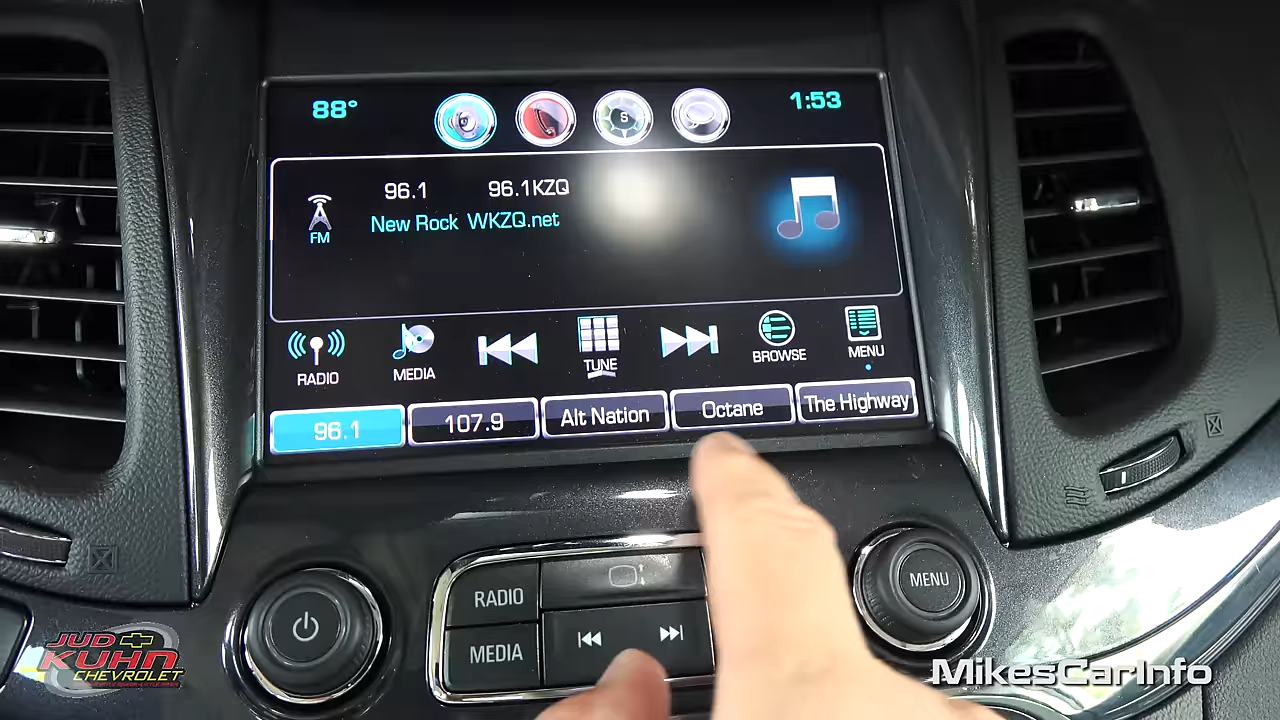 88° 1:53
S
96.1 96.1KZQ
New Rock WKZQ.net
FM
RADIO MEDIA TUNE BROWSE MENU
96.1 107.9 Alt Nation Octane The Highway
RADIO
MEDIA
MENU
JUD
KUHN
CHEVROLET
MikesCarInfo